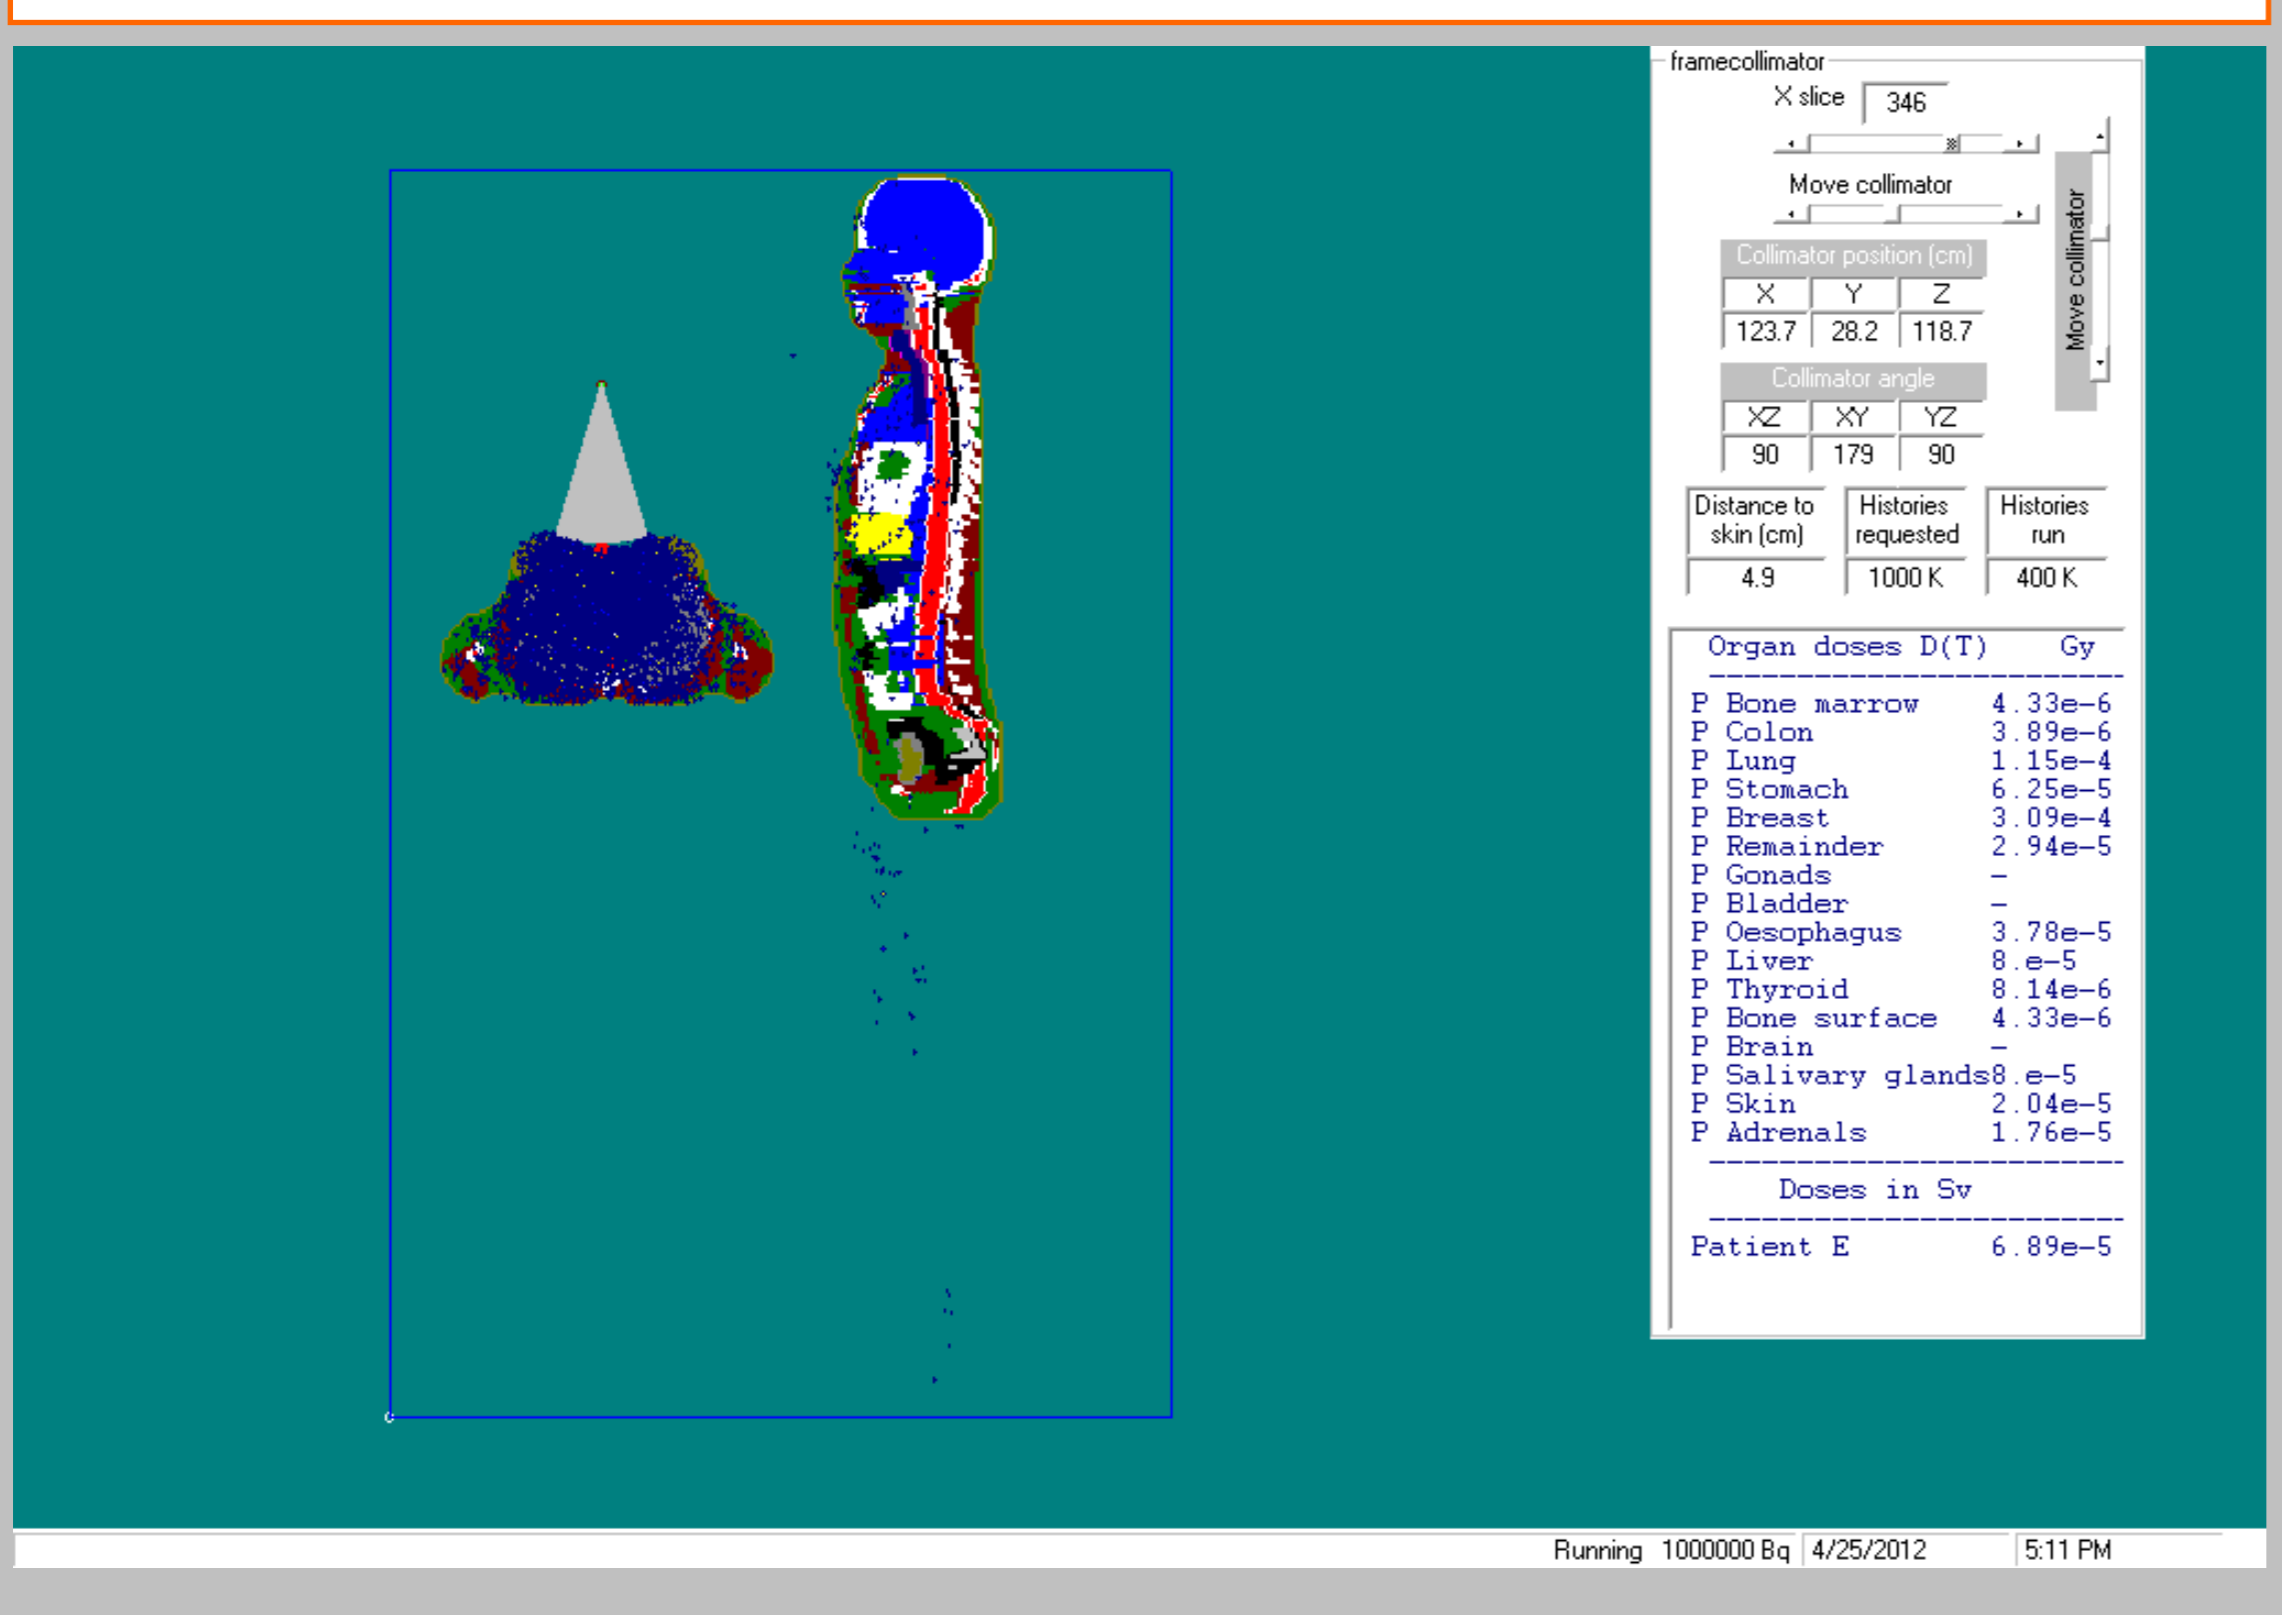 framecollimator
X slice 346
Move collimator
Move collimator
Collimator position (cm)
X Y Z
123.7 28.2 118.7
Collimator angle
XZ XY YZ
90 179 90
Distance to skin (cm) Histories requested Histories run
4.9 1000 K 400 K
Organ doses D(T) Gy
P Bone marrow 4.33e-6
P Colon 3.89e-6
P Lung 1.15e-4
P Stomach 6.25e-5
P Breast 3.09e-4
P Remainder 2.94e-5
P Gonads -
P Bladder -
P Oesophagus 3.78e-5
P Liver 8.e-5
P Thyroid 8.14e-6
P Bone surface 4.33e-6
P Brain -
P Salivary glands8.e-5
P Skin 2.04e-5
P Adrenals 1.76e-5
Doses in Sv
Patient E 6.89e-5
Running 1000000 Bq 4/25/2012 5:11 PM